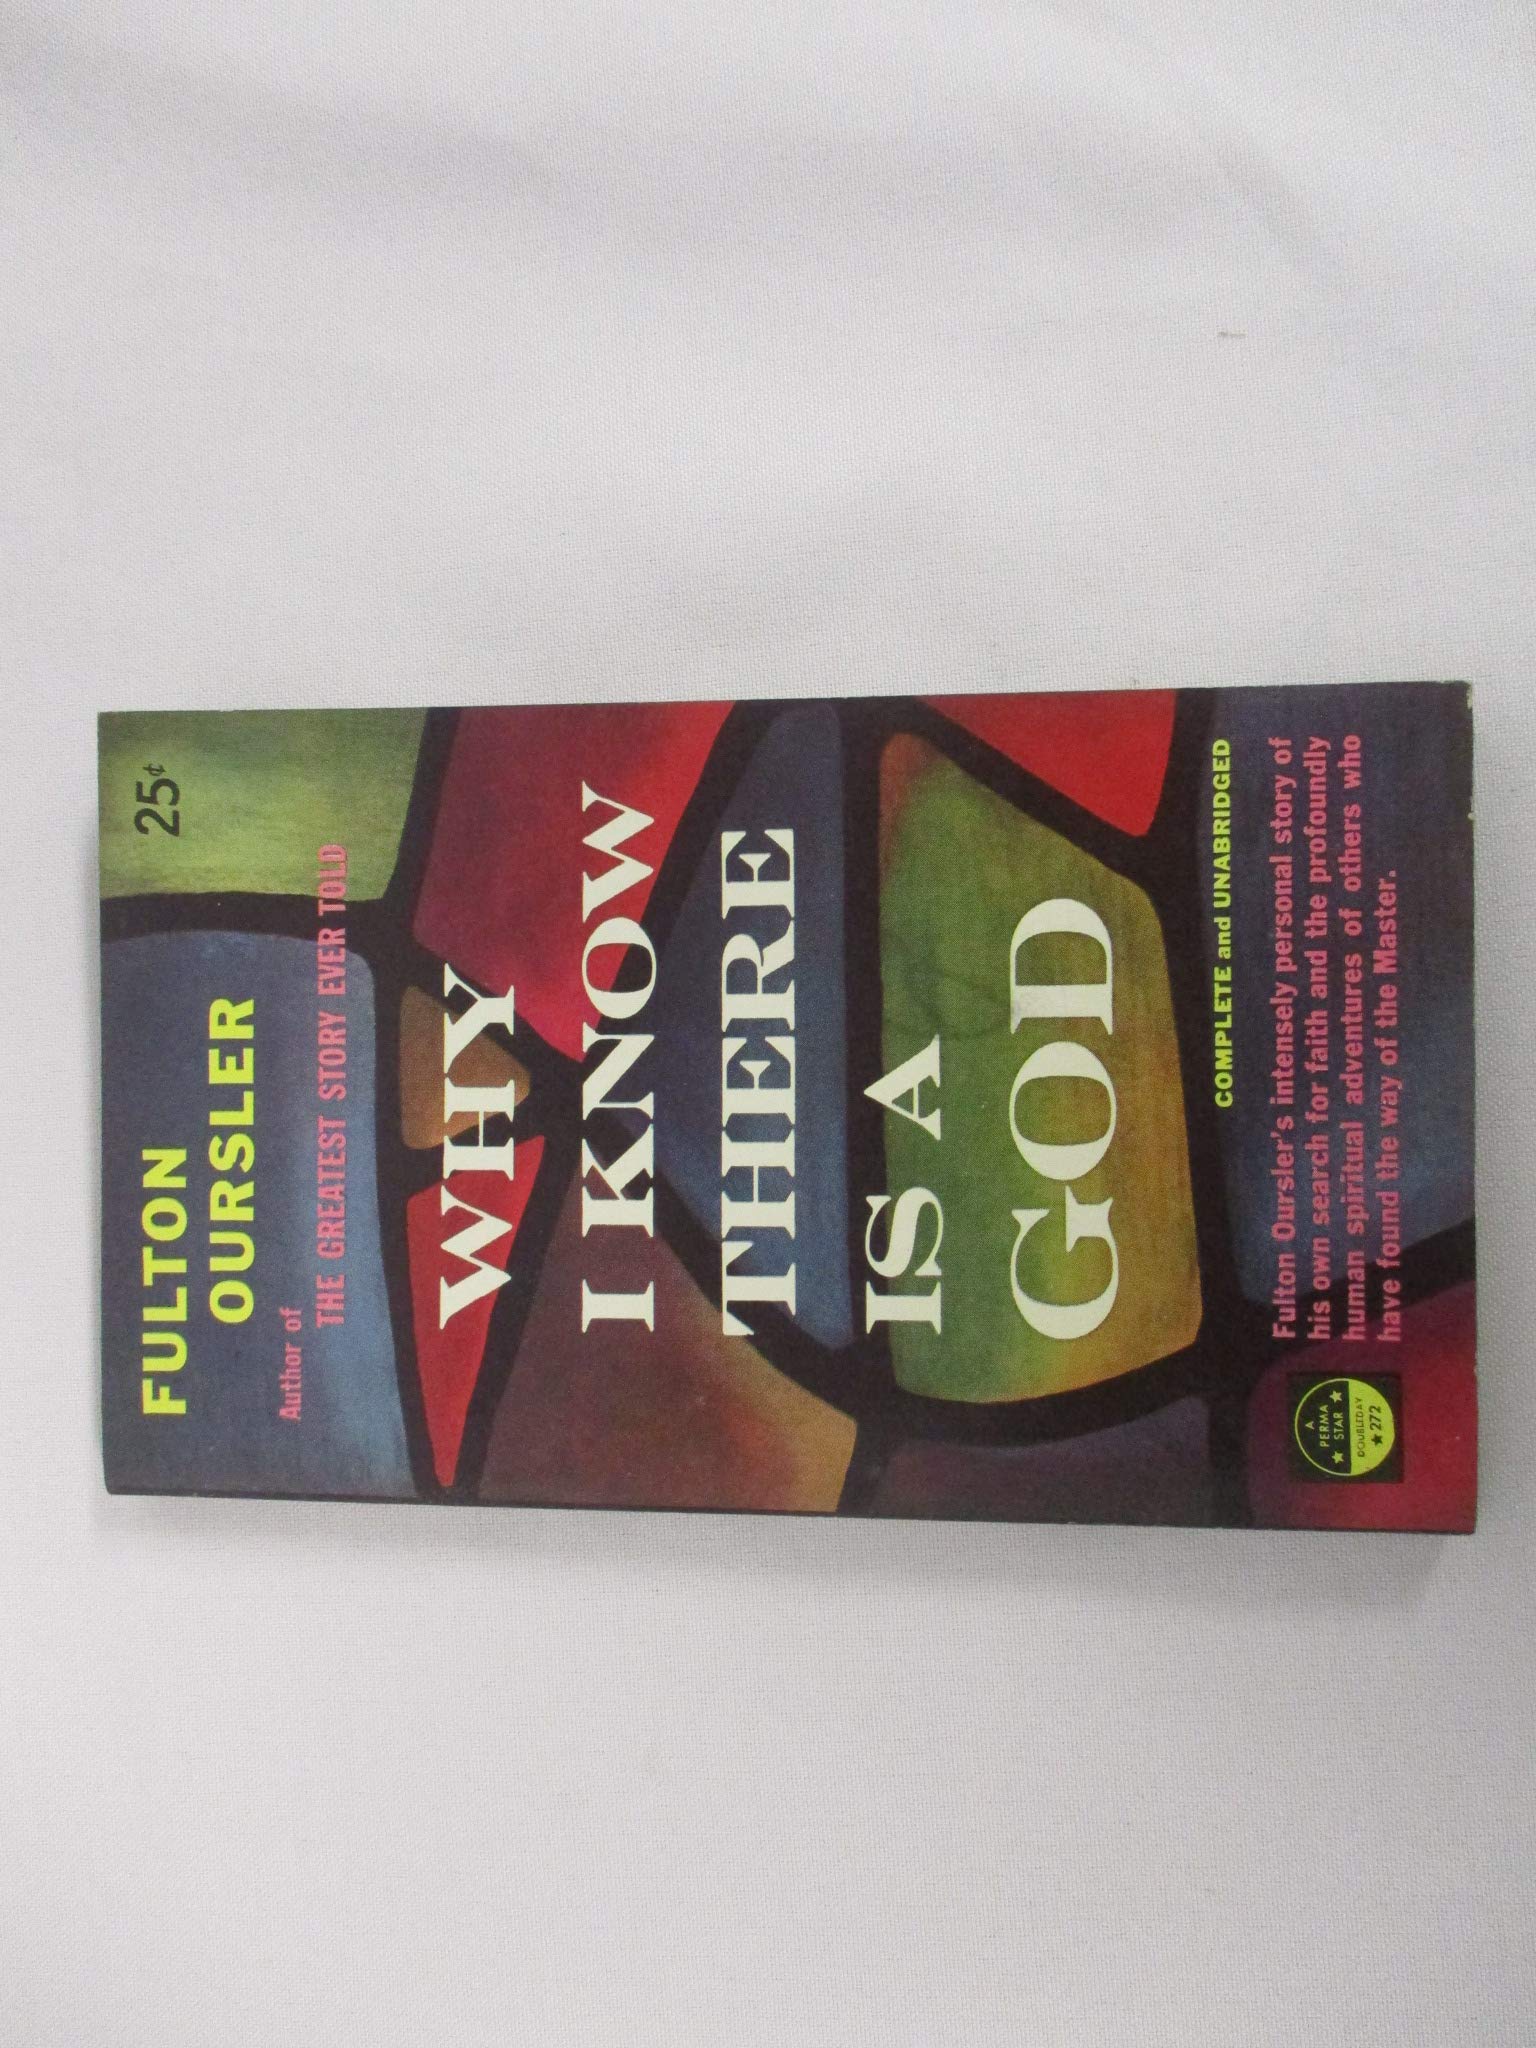 25¢
FULTON
OURSLER
Author of
THE GREATEST STORY EVER TOLD
WHY
I KNOW
THERE
IS A
GOD
COMPLETE and UNABRIDGED
Fulton Oursler's intensely personal story of
his own search for faith and the profoundly
human spiritual adventures of others who
have found the way of the Master.
A
PERMA
STAR
DOUBLEDAY
272